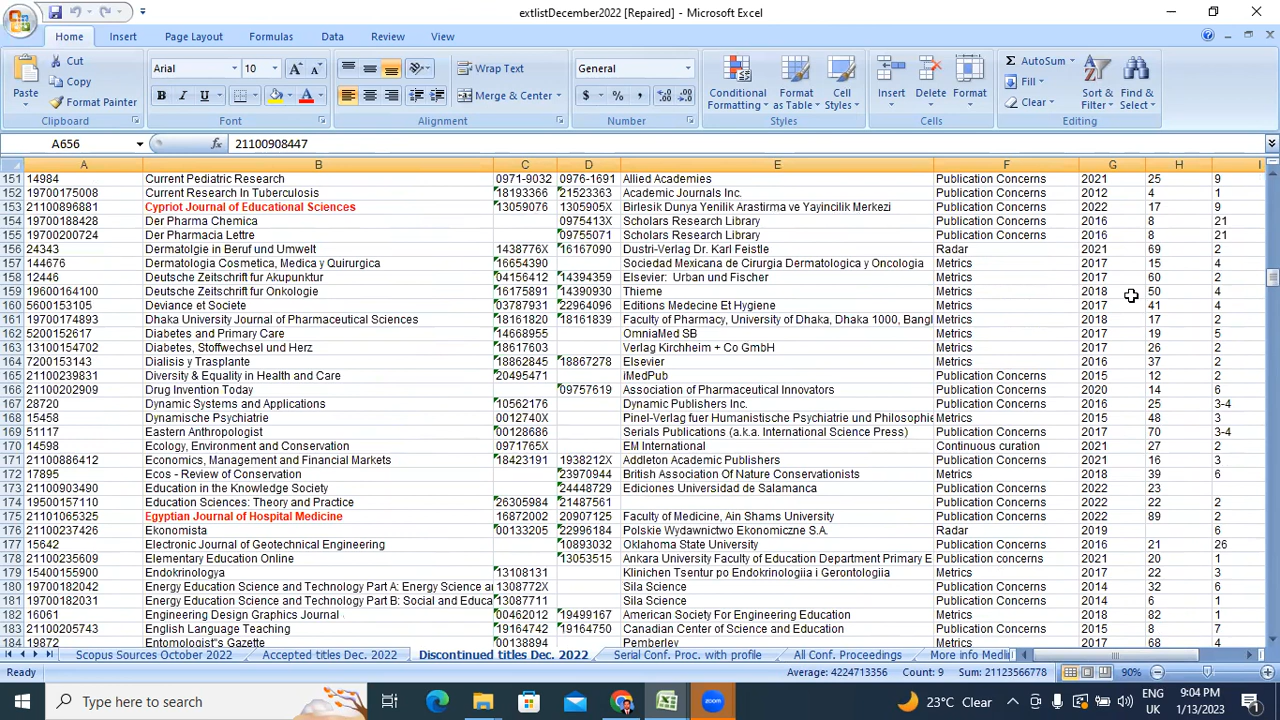 extlistDecember2022 [Repaired] - Microsoft Excel
Home Insert Page Layout Formulas Data Review View
Paste Cut Copy Format Painter Clipboard
Arial 10 B I U Font
Wrap Text Merge & Center Alignment
General $ % , Number
Conditional Formatting Format as Table Cell Styles Styles
Insert Delete Format Cells
AutoSum Fill Clear Sort & Filter Find & Select Editing
A656 fx 21100908447
A B C D E F G H I
151 14984 Current Pediatric Research 0971-9032 0976-1691 Allied Academies Publication Concerns 2021 25 9
152 19700175008 Current Research In Tuberculosis 18193366 21523363 Academic Journals Inc. Publication Concerns 2012 4 1
153 21100896881 Cypriot Journal of Educational Sciences 13059076 1305905X Birlesik Dunya Yenilik Arastirma ve Yayincilik Merkezi Publication Concerns 2022 17 9
154 19700188428 Der Pharma Chemica 0975413X Scholars Research Library Publication Concerns 2016 8 21
155 19700200724 Der Pharmacia Lettre 09755071 Scholars Research Library Publication Concerns 2016 8 21
156 24343 Dermatolgie in Beruf und Umwelt 1438776X 16167090 Dustri-Verlag Dr. Karl Feistle Radar 2021 69 2
157 144676 Dermatologia Cosmetica, Medica y Quirurgica 16654390 Sociedad Mexicana de Cirurgia Dermatologica y Oncologia Metrics 2017 15 4
158 12446 Deutsche Zeitschrift fur Akupunktur 04156412 14394359 Elsevier: Urban und Fischer Metrics 2017 60 2
159 19600164100 Deutsche Zeitschrift fur Onkologie 16175891 14390930 Thieme Metrics 2018 50 4
160 5600153105 Deviance et Societe 03787931 22964096 Editions Medecine Et Hygiene Metrics 2017 41 4
161 19700174893 Dhaka University Journal of Pharmaceutical Sciences 18161820 18161839 Faculty of Pharmacy, University of Dhaka, Dhaka 1000, Bangl Metrics 2018 17 2
162 5200152617 Diabetes and Primary Care 14668955 OmniaMed SB Metrics 2017 19 5
163 13100154702 Diabetes, Stoffwechsel und Herz 18617603 Verlag Kirchheim + Co GmbH Metrics 2017 26 2
164 7200153143 Dialisis y Trasplante 18862845 18867278 Elsevier Metrics 2016 37 2
165 21100239831 Diversity & Equality in Health and Care 20495471 iMedPub Publication Concerns 2015 12 2
166 21100202909 Drug Invention Today 09757619 Association of Pharmaceutical Innovators Publication Concerns 2020 14 6
167 28720 Dynamic Systems and Applications 10562176 Dynamic Publishers Inc. Publication Concerns 2016 25 3-4
168 15458 Dynamische Psychiatrie 0012740X Pinel-Verlag fuer Humanistische Psychiatrie und Philosophie Metrics 2015 48 3
169 51117 Eastern Anthropologist 00128686 Serials Publications (a.k.a. International Science Press) Publication Concerns 2017 70 3-4
170 14598 Ecology, Environment and Conservation 0971765X EM International Continuous curation 2021 27 2
171 21100886412 Economics, Management and Financial Markets 18423191 1938212X Addleton Academic Publishers Publication Concerns 2021 16 3
172 17895 Ecos - Review of Conservation 23970944 British Association Of Nature Conservationists Metrics 2018 39 6
173 21100903490 Education in the Knowledge Society 24448729 Ediciones Universidad de Salamanca Publication Concerns 2022 23
174 19500157110 Education Sciences: Theory and Practice 26305984 21487561 Publication Concerns 2022 22 2
175 21101065325 Egyptian Journal of Hospital Medicine 16872002 20907125 Faculty of Medicine, Ain Shams University Publication Concerns 2022 89 2
176 21100237426 Ekonomista 00133205 22996184 Polskie Wydawnictwo Ekonomiczne S.A. Radar 2019 6
177 15642 Electronic Journal of Geotechnical Engineering 10893032 Oklahoma State University Publication Concerns 2016 21 26
178 21100235609 Elementary Education Online 13053515 Ankara University Faculty of Education Department Primary E Publication concerns 2021 20 1
179 15400155900 Endokrinologya 13108131 Klinichen Tsentur po Endokrinologiia i Gerontologiia Metrics 2017 22 3
180 19700182042 Energy Education Science and Technology Part A: Energy Science ar 1308772X Sila Science Publication Concerns 2014 32 6
181 19700182031 Energy Education Science and Technology Part B: Social and Educa 13087711 Sila Science Publication Concerns 2014 6 1
182 16061 Engineering Design Graphics Journal 00462012 19499167 American Society For Engineering Education Metrics 2018 82 2
183 21100205743 English Language Teaching 19164742 19164750 Canadian Center of Science and Education Publication Concerns 2015 8 7
184 19872 Entomologist"s Gazette 00138894 Pemberley Metrics 2017 68 4
Scopus Sources October 2022 Accepted titles Dec. 2022 Discontinued titles Dec. 2022 Serial Conf. Proc. with profile All Conf. Proceedings More info Medli
Ready Average: 4224713356 Count: 9 Sum: 21123566778 90%
Type here to search zoom 23°C Clear ENG UK 9:04 PM 1/13/2023